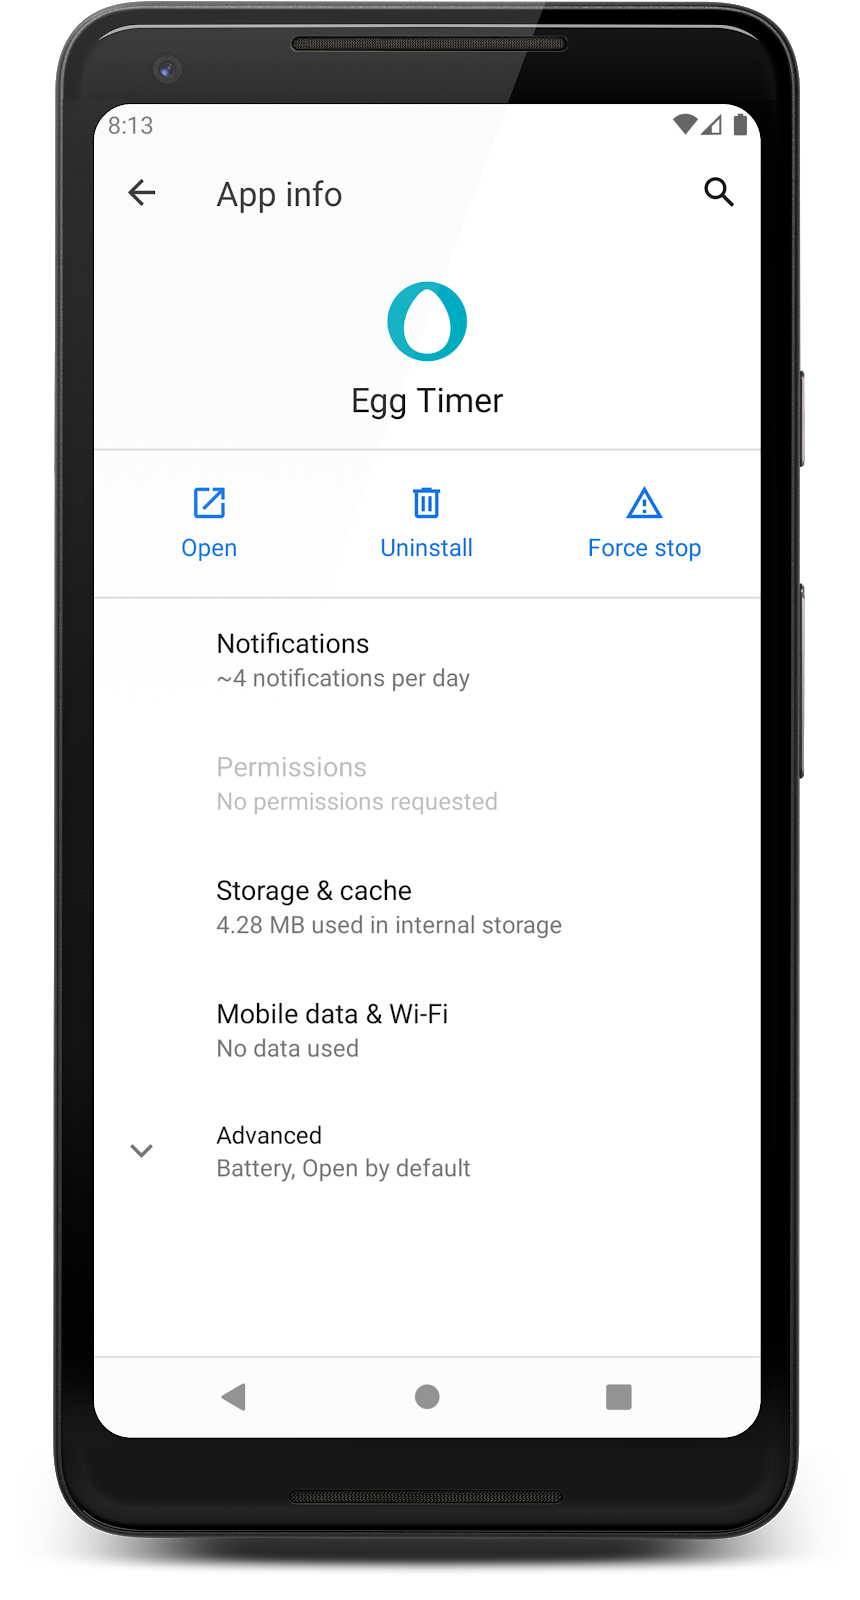 8:13
App info
Egg Timer
Open
Uninstall
Force stop
Notifications
~4 notifications per day
Permissions
No permissions requested
Storage & cache
4.28 MB used in internal storage
Mobile data & Wi-Fi
No data used
Advanced
Battery, Open by default